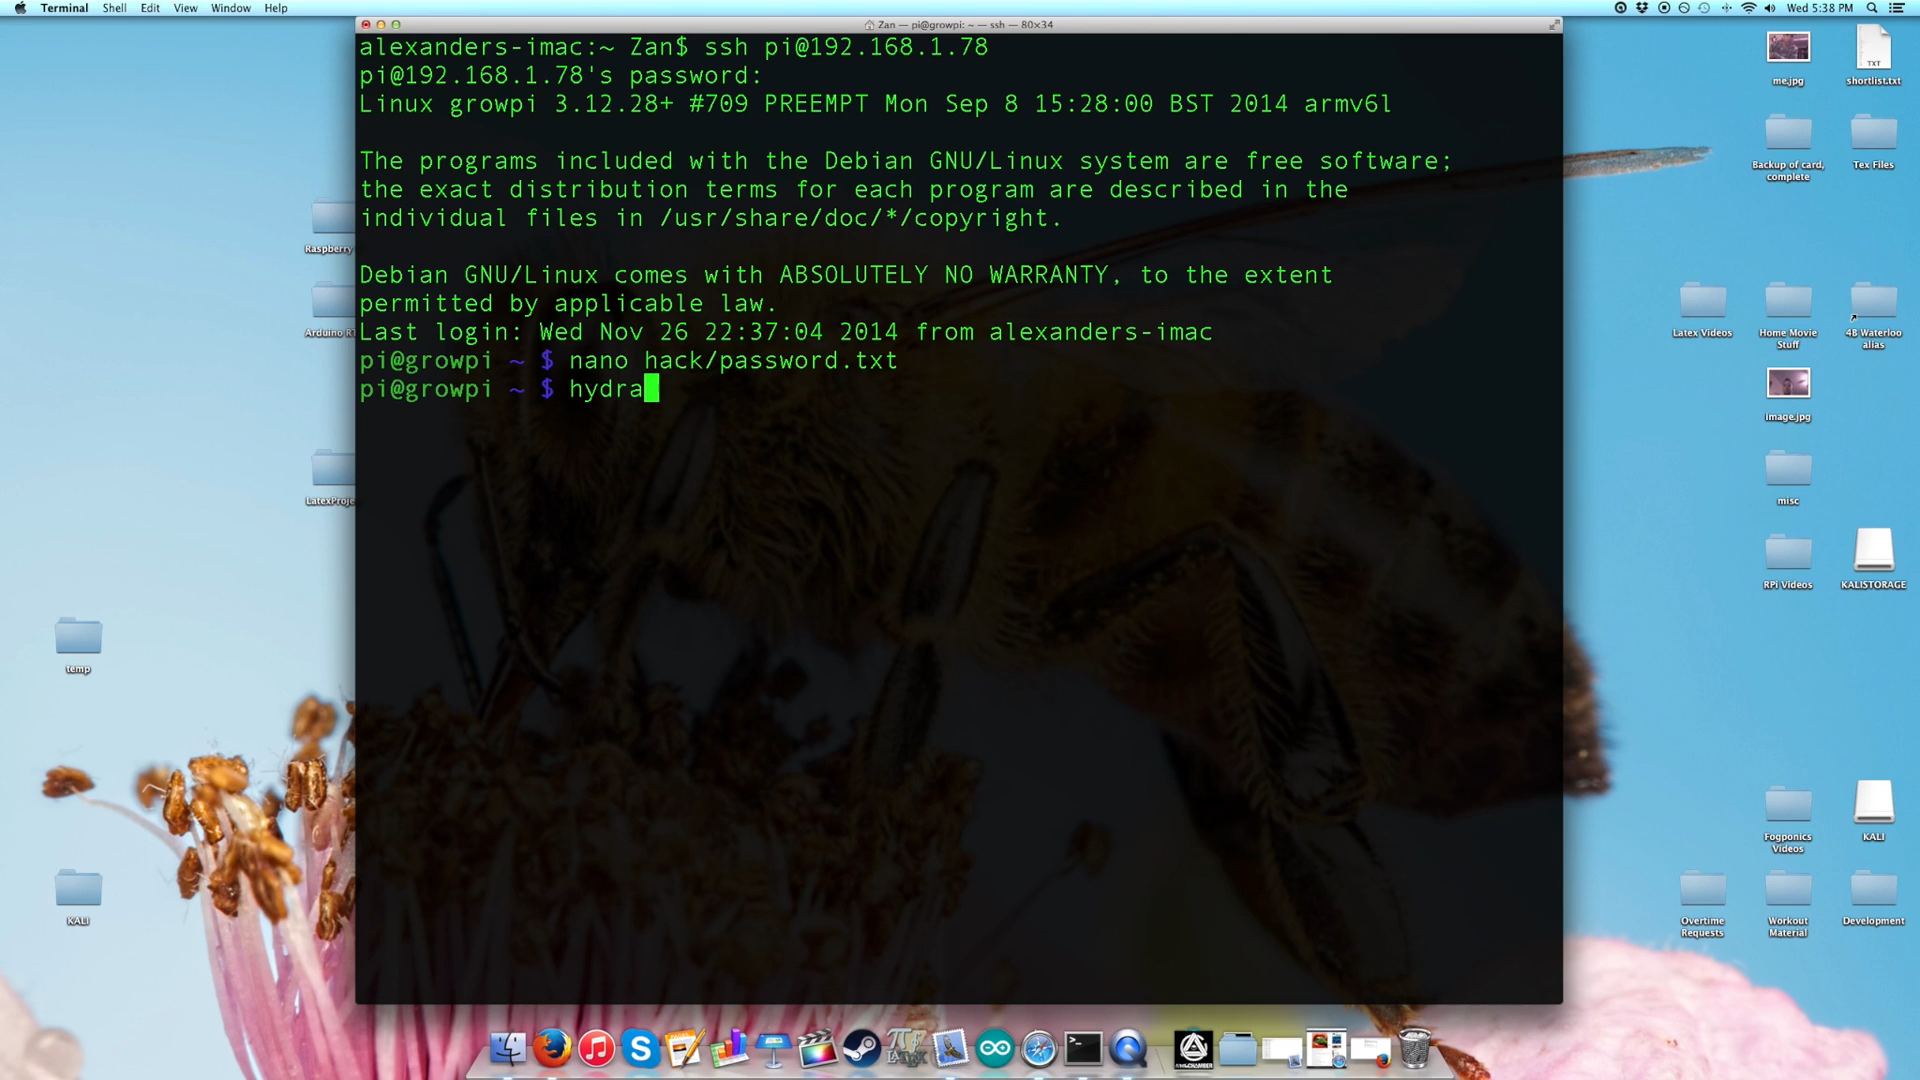 Terminal Shell Edit View Window Help
Wed 5:38 PM
Zan — pi@growpi: ~ — ssh — 80×34
alexanders-imac:~ Zan$ ssh pi@192.168.1.78
pi@192.168.1.78's password:
Linux growpi 3.12.28+ #709 PREEMPT Mon Sep 8 15:28:00 BST 2014 armv6l
The programs included with the Debian GNU/Linux system are free software;
the exact distribution terms for each program are described in the
individual files in /usr/share/doc/*/copyright.
Debian GNU/Linux comes with ABSOLUTELY NO WARRANTY, to the extent
permitted by applicable law.
Last login: Wed Nov 26 22:37:04 2014 from alexanders-imac
pi@growpi ~ $ nano hack/password.txt
pi@growpi ~ $ hydra
Raspberry
Arduino
LatexProje
temp
KALI
me.jpg
TXT
shortlist.txt
Backup of card,
complete
Tex Files
Latex Videos
Home Movie
Stuff
4B Waterloo
alias
image.jpg
misc
RPi Videos
KALISTORAGE
Fogponics
Videos
KALI
Overtime
Requests
Workout
Material
Development